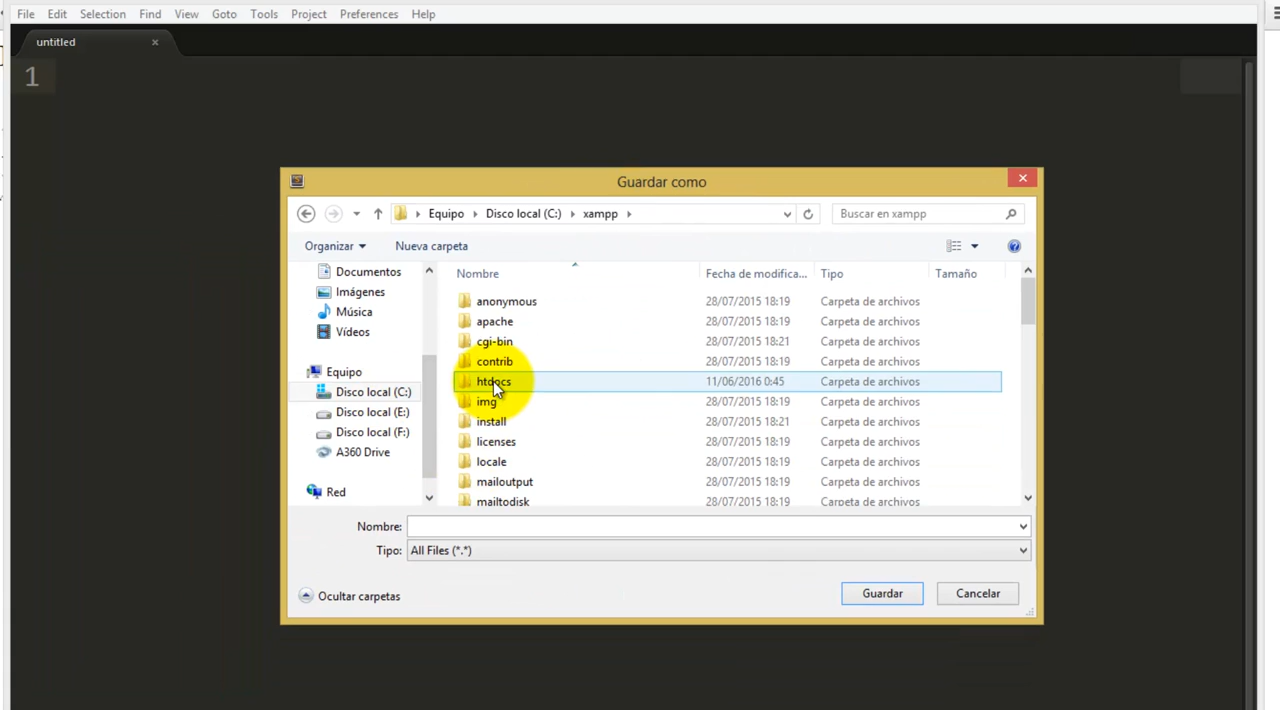 File Edit Selection Find View Goto Tools Project Preferences Help
untitled ×
1
Guardar como
Equipo Disco local (C:) xampp Buscar en xampp
Organizar Nueva carpeta
Documentos
Imágenes
Música
Vídeos
Equipo
Disco local (C:)
Disco local (E:)
Disco local (F:)
A360 Drive
Red
Nombre Fecha de modifica... Tipo Tamaño
anonymous 28/07/2015 18:19 Carpeta de archivos
apache 28/07/2015 18:19 Carpeta de archivos
cgi-bin 28/07/2015 18:21 Carpeta de archivos
contrib 28/07/2015 18:19 Carpeta de archivos
htdocs 11/06/2016 0:45 Carpeta de archivos
img 28/07/2015 18:19 Carpeta de archivos
install 28/07/2015 18:21 Carpeta de archivos
licenses 28/07/2015 18:19 Carpeta de archivos
locale 28/07/2015 18:19 Carpeta de archivos
mailoutput 28/07/2015 18:19 Carpeta de archivos
mailtodisk 28/07/2015 18:19 Carpeta de archivos
Nombre:
Tipo: All Files (*.*)
Ocultar carpetas Guardar Cancelar